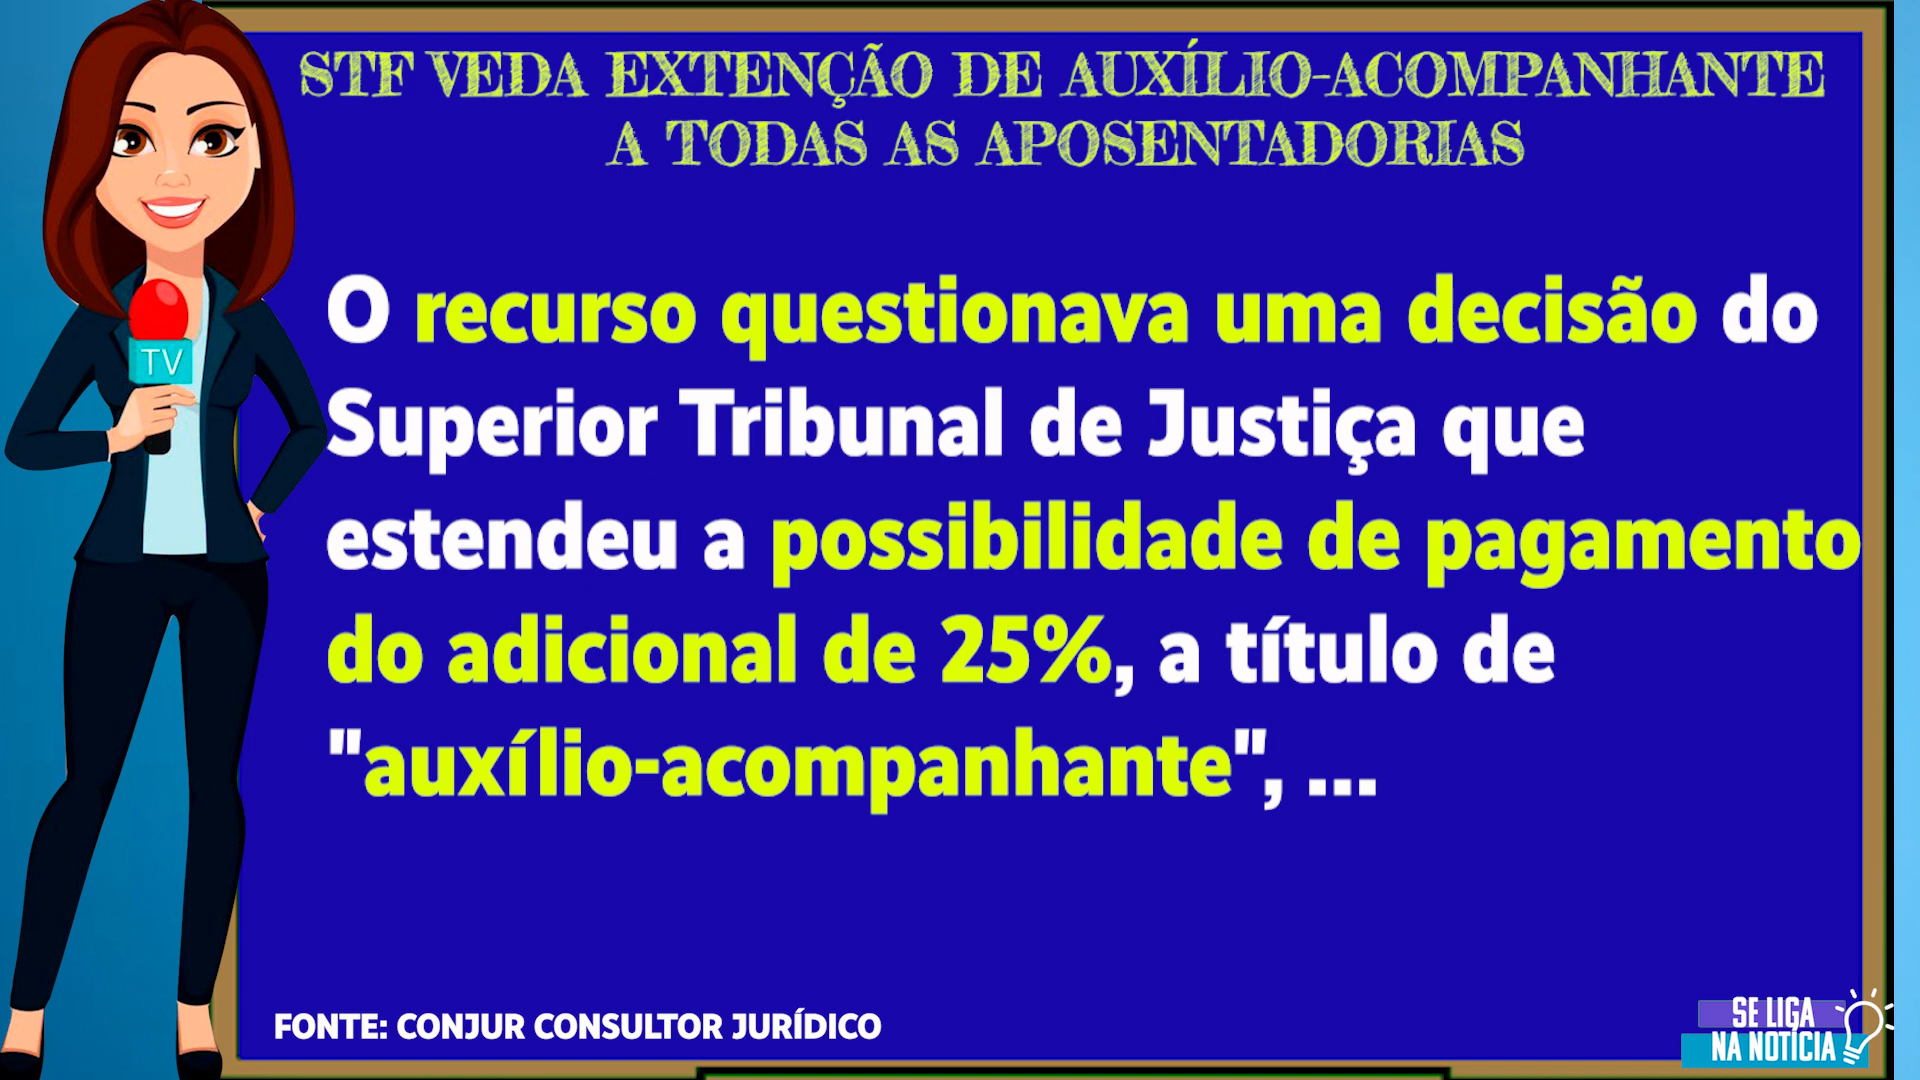 STF VEDA EXTENÇÃO DE AUXÍLIO-ACOMPANHANTE
A TODAS AS APOSENTADORIAS
O recurso questionava uma decisão do
Superior Tribunal de Justiça que
estendeu a possibilidade de pagamento
do adicional de 25%, a título de
"auxílio-acompanhante", ...
TV
FONTE: CONJUR CONSULTOR JURÍDICO
SE LIGA
NA NOTÍCIA